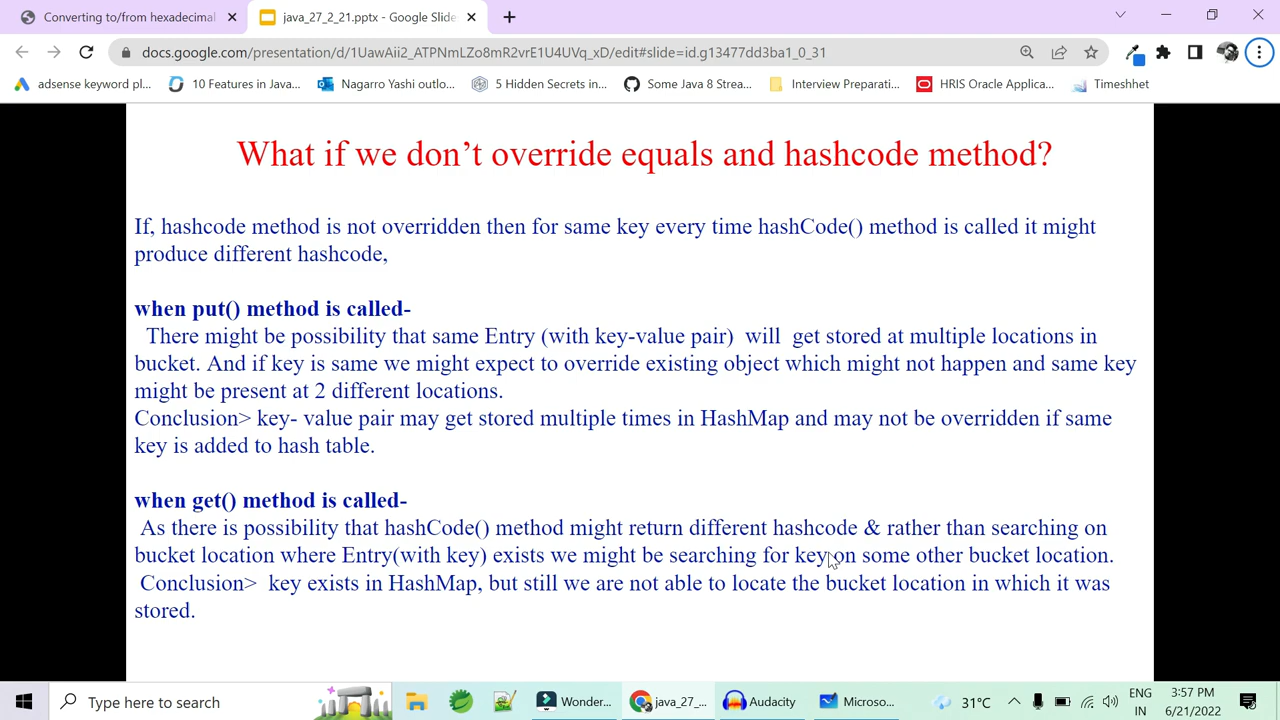 Converting to/from hexadecimal
java_27_2_21.pptx - Google Slide
docs.google.com/presentation/d/1UawAii2_ATPNmLZo8mR2vrE1U4UVq_xD/edit#slide=id.g13477dd3ba1_0_31
adsense keyword pl...
10 Features in Java...
Nagarro Yashi outlo...
5 Hidden Secrets in...
Some Java 8 Strea...
Interview Preparati...
HRIS Oracle Applica...
Timeshhet
What if we don’t override equals and hashcode method?
If, hashcode method is not overridden then for same key every time hashCode() method is called it might
produce different hashcode,
when put() method is called-
There might be possibility that same Entry (with key-value pair) will get stored at multiple locations in
bucket. And if key is same we might expect to override existing object which might not happen and same key
might be present at 2 different locations.
Conclusion> key- value pair may get stored multiple times in HashMap and may not be overridden if same
key is added to hash table.
when get() method is called-
As there is possibility that hashCode() method might return different hashcode & rather than searching on
bucket location where Entry(with key) exists we might be searching for key on some other bucket location.
Conclusion> key exists in HashMap, but still we are not able to locate the bucket location in which it was
stored.
Type here to search
Wonder...
java_27_...
Audacity
Microso...
31°C
ENG
IN
3:57 PM
6/21/2022